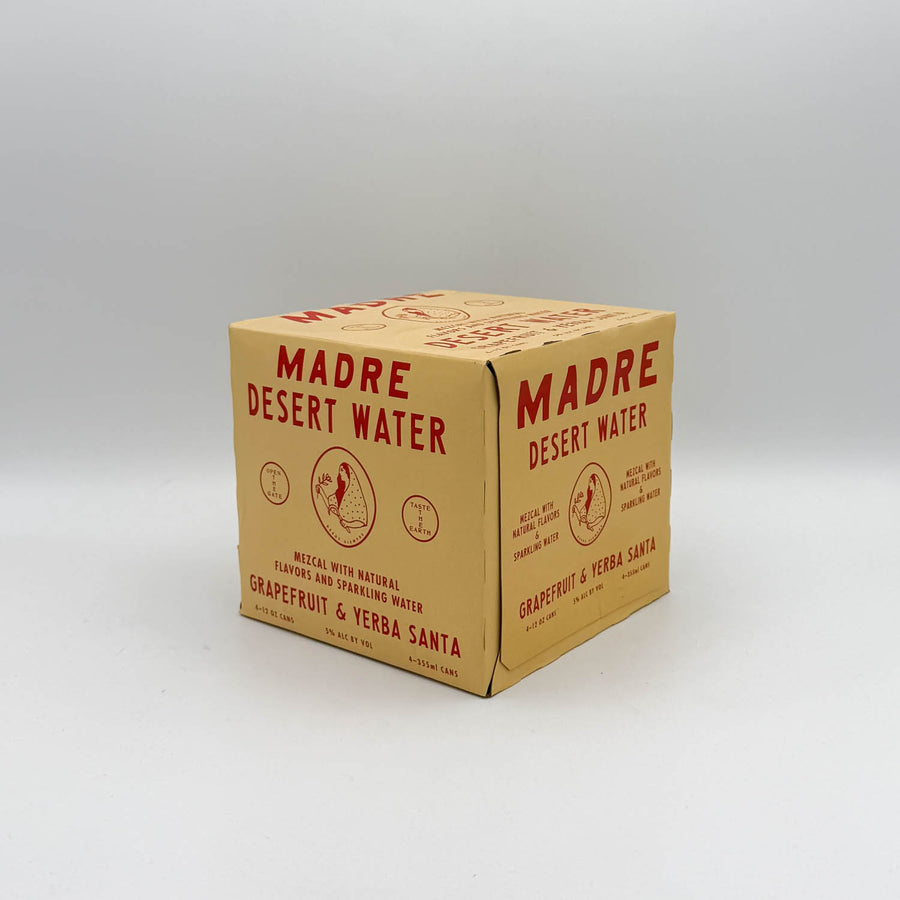 MADRE
DESERT WATER
GRAPEFRUIT & YERBA SANTA
MADRE
DESERT WATER
OPEN
THE
GATE
TASTE
THE
EARTH
MEZCAL WITH NATURAL
FLAVORS AND SPARKLING WATER
GRAPEFRUIT & YERBA SANTA
4-12 OZ CANS
5% ALC BY VOL
4-355ml CANS
MADRE
DESERT WATER
MEZCAL WITH
NATURAL FLAVORS
&
SPARKLING WATER
MEZCAL WITH
NATURAL FLAVORS
&
SPARKLING WATER
GRAPEFRUIT & YERBA SANTA
4-12 OZ CANS
5% ALC BY VOL
4-355ml CANS